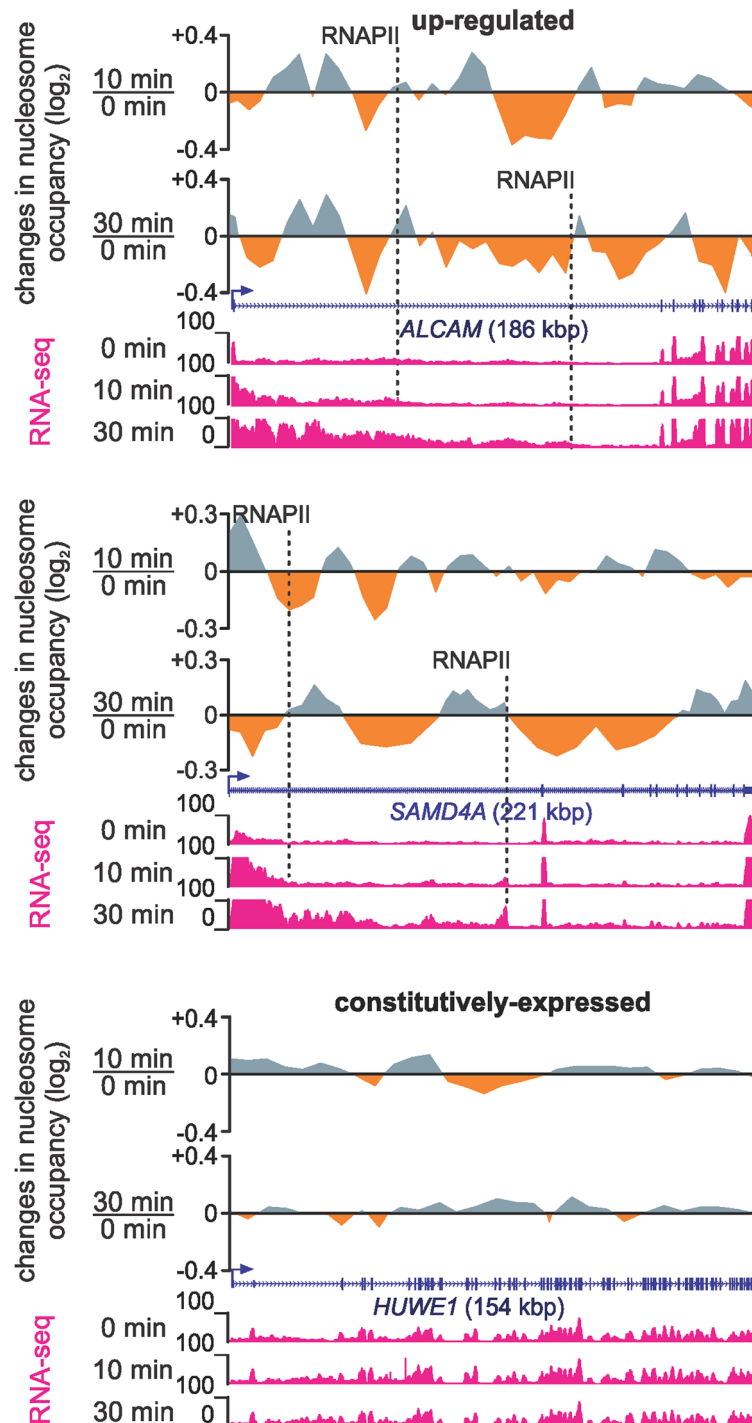 up-regulated
RNAPII
changes in nucleosome
occupancy (log2)
+0.4
10 min
0 min
0
-0.4
+0.4
RNAPII
30 min
0 min
0
-0.4
ALCAM (186 kbp)
RNA-seq
100
0 min
100
10 min
100
30 min
0
changes in nucleosome
occupancy (log2)
+0.3
RNAPII
10 min
0 min
0
-0.3
+0.3
RNAPII
30 min
0 min
0
-0.3
SAMD4A (221 kbp)
RNA-seq
100
0 min
100
10 min
100
30 min
0
constitutively-expressed
changes in nucleosome
occupancy (log2)
+0.4
10 min
0 min
0
-0.4
+0.4
30 min
0 min
0
-0.4
HUWE1 (154 kbp)
RNA-seq
100
0 min
100
10 min
100
30 min
0